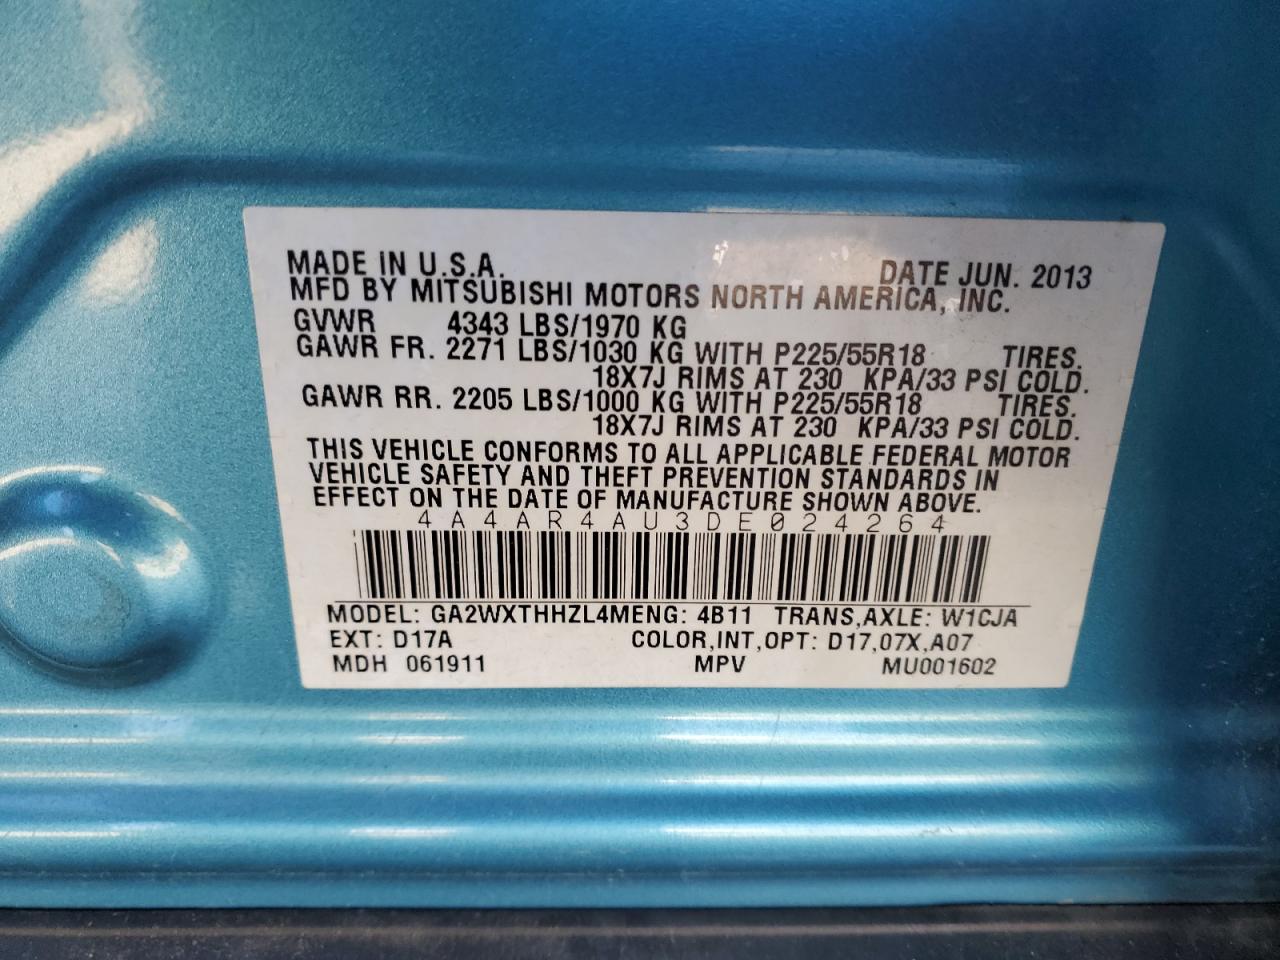 MADE IN U.S.A. DATE JUN. 2013
MFD BY MITSUBISHI MOTORS NORTH AMERICA, INC.
GVWR 4343 LBS/1970 KG
GAWR FR. 2271 LBS/1030 KG WITH P225/55R18 TIRES.
18X7J RIMS AT 230 KPA/33 PSI COLD.
GAWR RR. 2205 LBS/1000 KG WITH P225/55R18 TIRES.
18X7J RIMS AT 230 KPA/33 PSI COLD.
THIS VEHICLE CONFORMS TO ALL APPLICABLE FEDERAL MOTOR
VEHICLE SAFETY AND THEFT PREVENTION STANDARDS IN
EFFECT ON THE DATE OF MANUFACTURE SHOWN ABOVE.
4A4AR4AU3DE024264
MODEL: GA2WXTHHZL4MENG: 4B11 TRANS,AXLE: W1CJA
EXT: D17A COLOR,INT,OPT: D17,07X,A07
MDH 061911 MPV MU001602